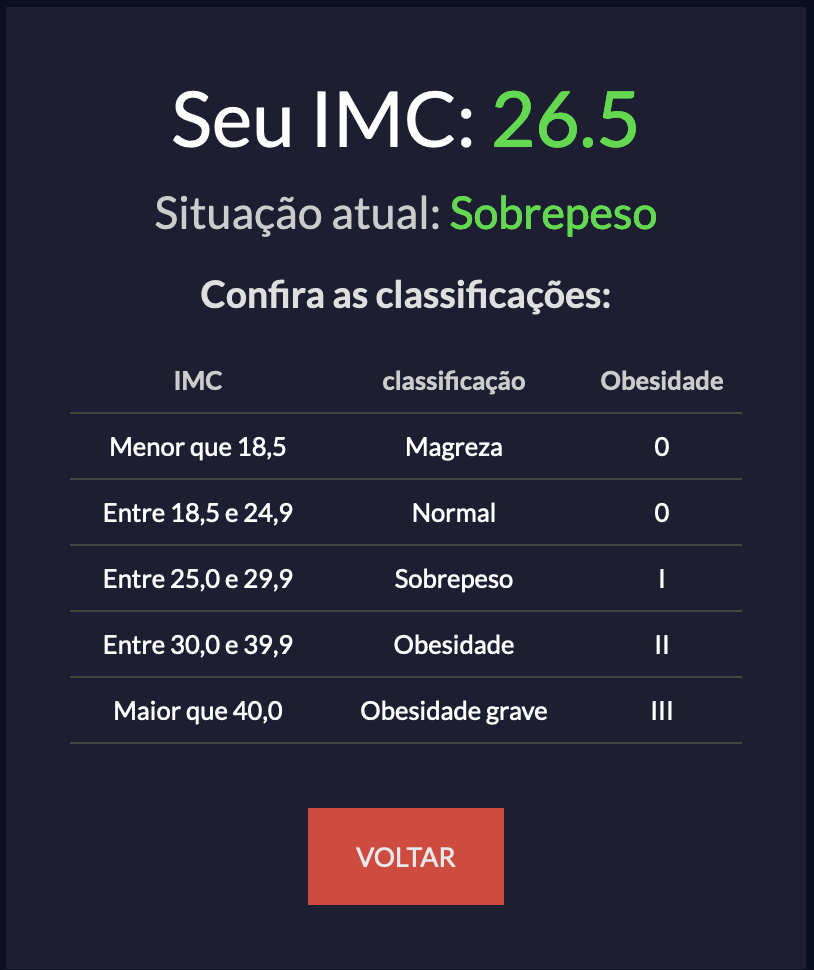 Seu IMC: 26.5
Situação atual: Sobrepeso
Confira as classificações:
IMC classificação Obesidade
Menor que 18,5 Magreza 0
Entre 18,5 e 24,9 Normal 0
Entre 25,0 e 29,9 Sobrepeso I
Entre 30,0 e 39,9 Obesidade II
Maior que 40,0 Obesidade grave III
VOLTAR